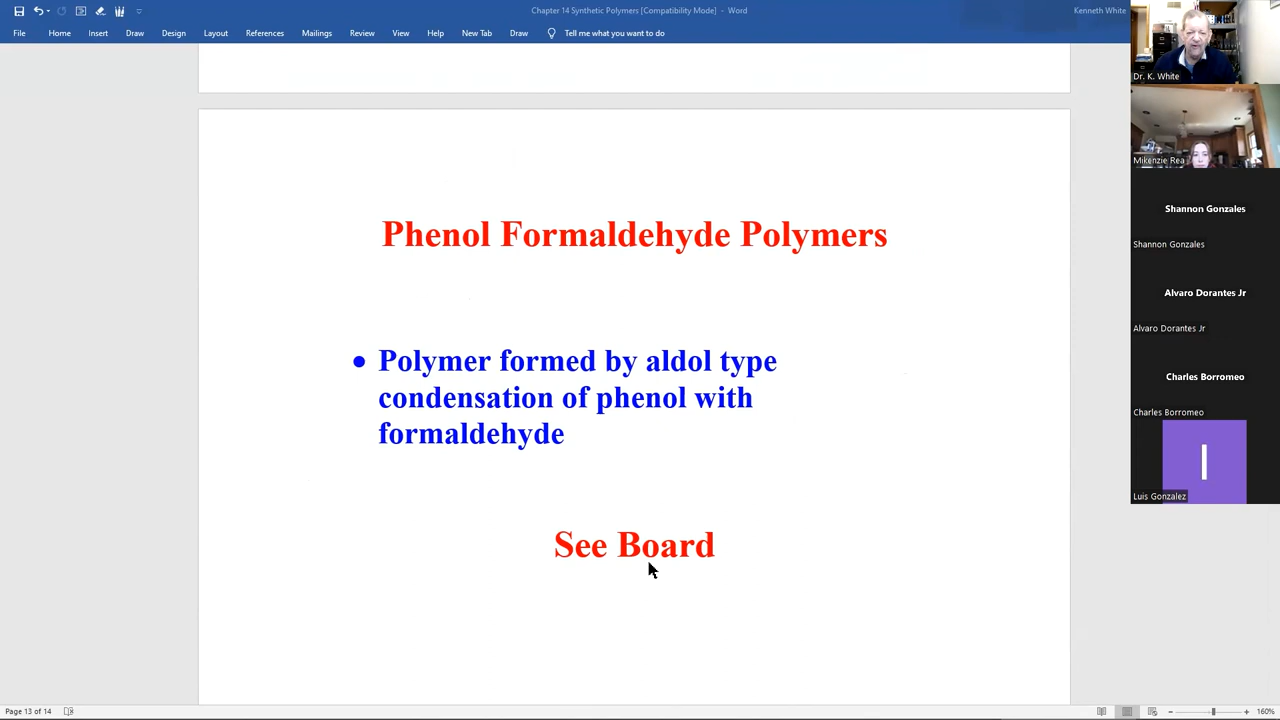 Chapter 14 Synthetic Polymers [Compatibility Mode] - Word
Kenneth White
File Home Insert Draw Design Layout References Mailings Review View Help New Tab Draw Tell me what you want to do
Dr. K. White
Mikenzie Rea
Shannon Gonzales
Shannon Gonzales
Alvaro Dorantes Jr
Alvaro Dorantes Jr
Charles Borromeo
Charles Borromeo
l
Luis Gonzalez
Phenol Formaldehyde Polymers
• Polymer formed by aldol type
condensation of phenol with
formaldehyde
See Board
Page 13 of 14
160%